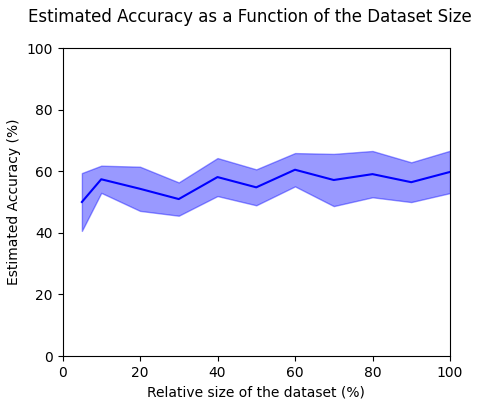 Estimated Accuracy as a Function of the Dataset Size
100
80
60
40
20
0
Estimated Accuracy (%)
0 20 40 60 80 100
Relative size of the dataset (%)